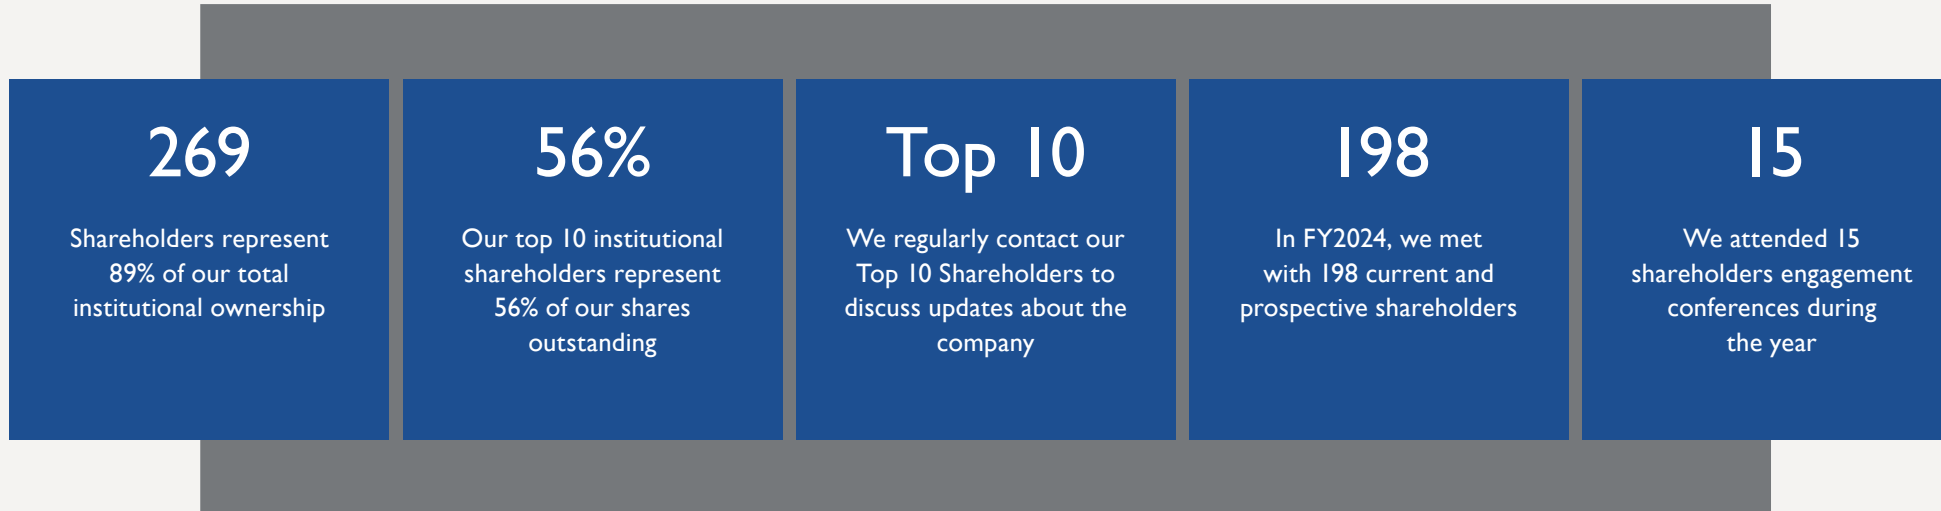 269
Shareholders represent
89% of our total
institutional ownership
56%
Our top 10 institutional
shareholders represent
56% of our shares
outstanding
Top 10
We regularly contact our
Top 10 Shareholders to
discuss updates about the
company
198
In FY2024, we met
with 198 current and
prospective shareholders
15
We attended 15
shareholders engagement
conferences during
the year